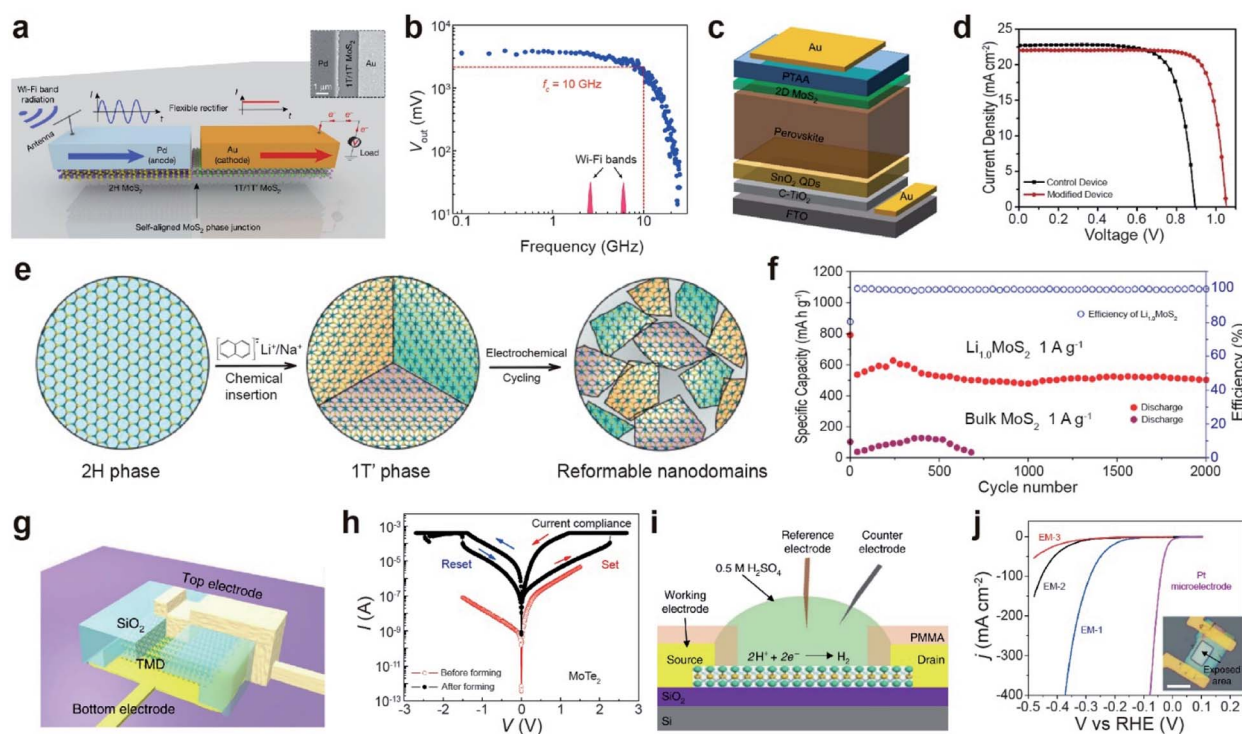 a
Wi-Fi band
radiation
Antenna
Flexible rectifier
I
t
I
t
Pd
1T/1T' MoS2
Au
1 μm
e−
e−
e−
V
Load
Pd
(anode)
Au
(cathode)
2H MoS2
1T/1T' MoS2
Self-aligned MoS2 phase junction
b
Vout (mV)
10⁴
10³
10²
10¹
fc = 10 GHz
Wi-Fi bands
0.1
1
10
Frequency (GHz)
c
Au
PTAA
2D MoS2
Perovskite
SnO2 QDs
C-TiO2
FTO
Au
d
Current Density (mA cm⁻²)
25
20
15
10
5
0
Control Device
Modified Device
0.0 0.2 0.4 0.6 0.8 1.0
Voltage (V)
e
Li⁺/Na⁺
Chemical
insertion
Electrochemical
Cycling
2H phase
1T' phase
Reformable nanodomains
f
Specific Capacity (mA h g⁻¹)
1200
1000
800
600
400
200
0
Efficiency of Li1.0MoS2
Li1.0MoS2 1 A g⁻¹
Discharge
Bulk MoS2 1 A g⁻¹
Discharge
100
80
60
40
20
0
Efficiency (%)
0 500 1000 1500 2000
Cycle number
g
Top electrode
SiO2
TMD
Bottom electrode
h
I (A)
10⁻¹
10⁻³
10⁻⁵
10⁻⁷
10⁻⁹
10⁻¹¹
10⁻¹³
Current compliance
Reset
Set
Before forming
After forming
MoTe2
-3 -2 -1 0 1 2 3
V (V)
i
Reference
electrode
Counter
electrode
0.5 M H2SO4
Working
electrode
PMMA
Source
2H⁺ + 2e⁻ → H2
Drain
SiO2
Si
j
j (mA cm⁻²)
0
-100
-200
-300
-400
EM-3
EM-2
EM-1
Pt
microelectrode
Exposed
area
-0.5 -0.4 -0.3 -0.2 -0.1 0.0 0.1
V vs RHE (V)